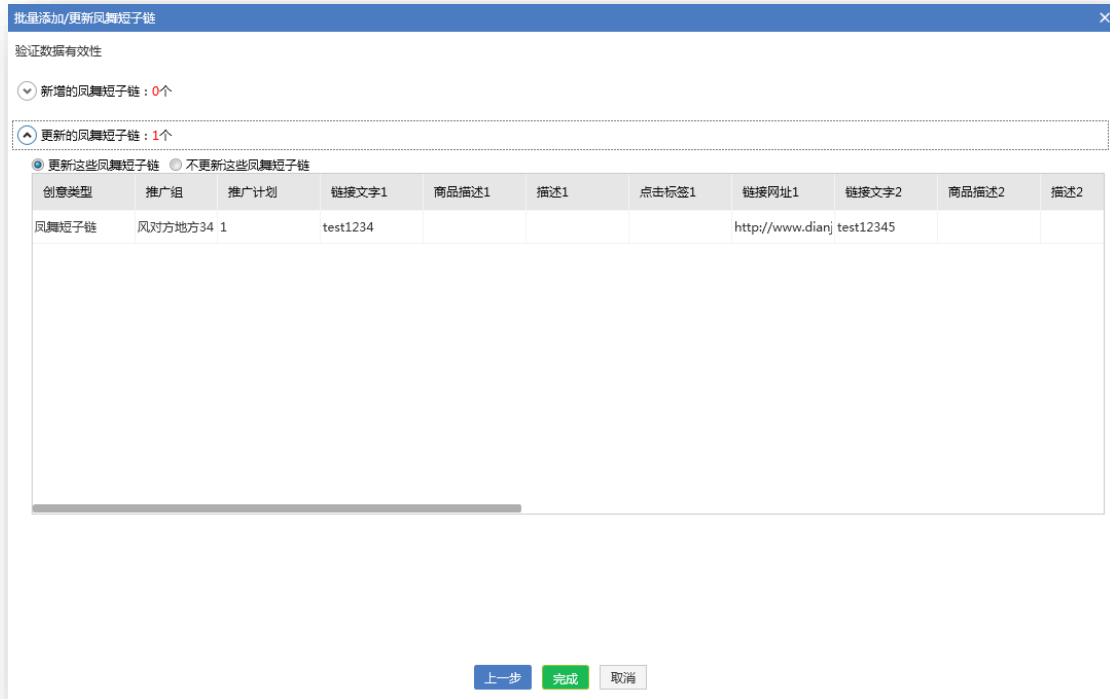 批量添加/更新凤舞短子链
验证数据有效性
新增的凤舞短子链：0个
更新的凤舞短子链：1个
更新这些凤舞短子链 不更新这些凤舞短子链
创意类型 推广组 推广计划 链接文字1 商品描述1 描述1 点击标签1 链接网址1 链接文字2 商品描述2 描述2
凤舞短子链 风对方地方34 1 test1234 http://www.dianj test12345
上一步 完成 取消